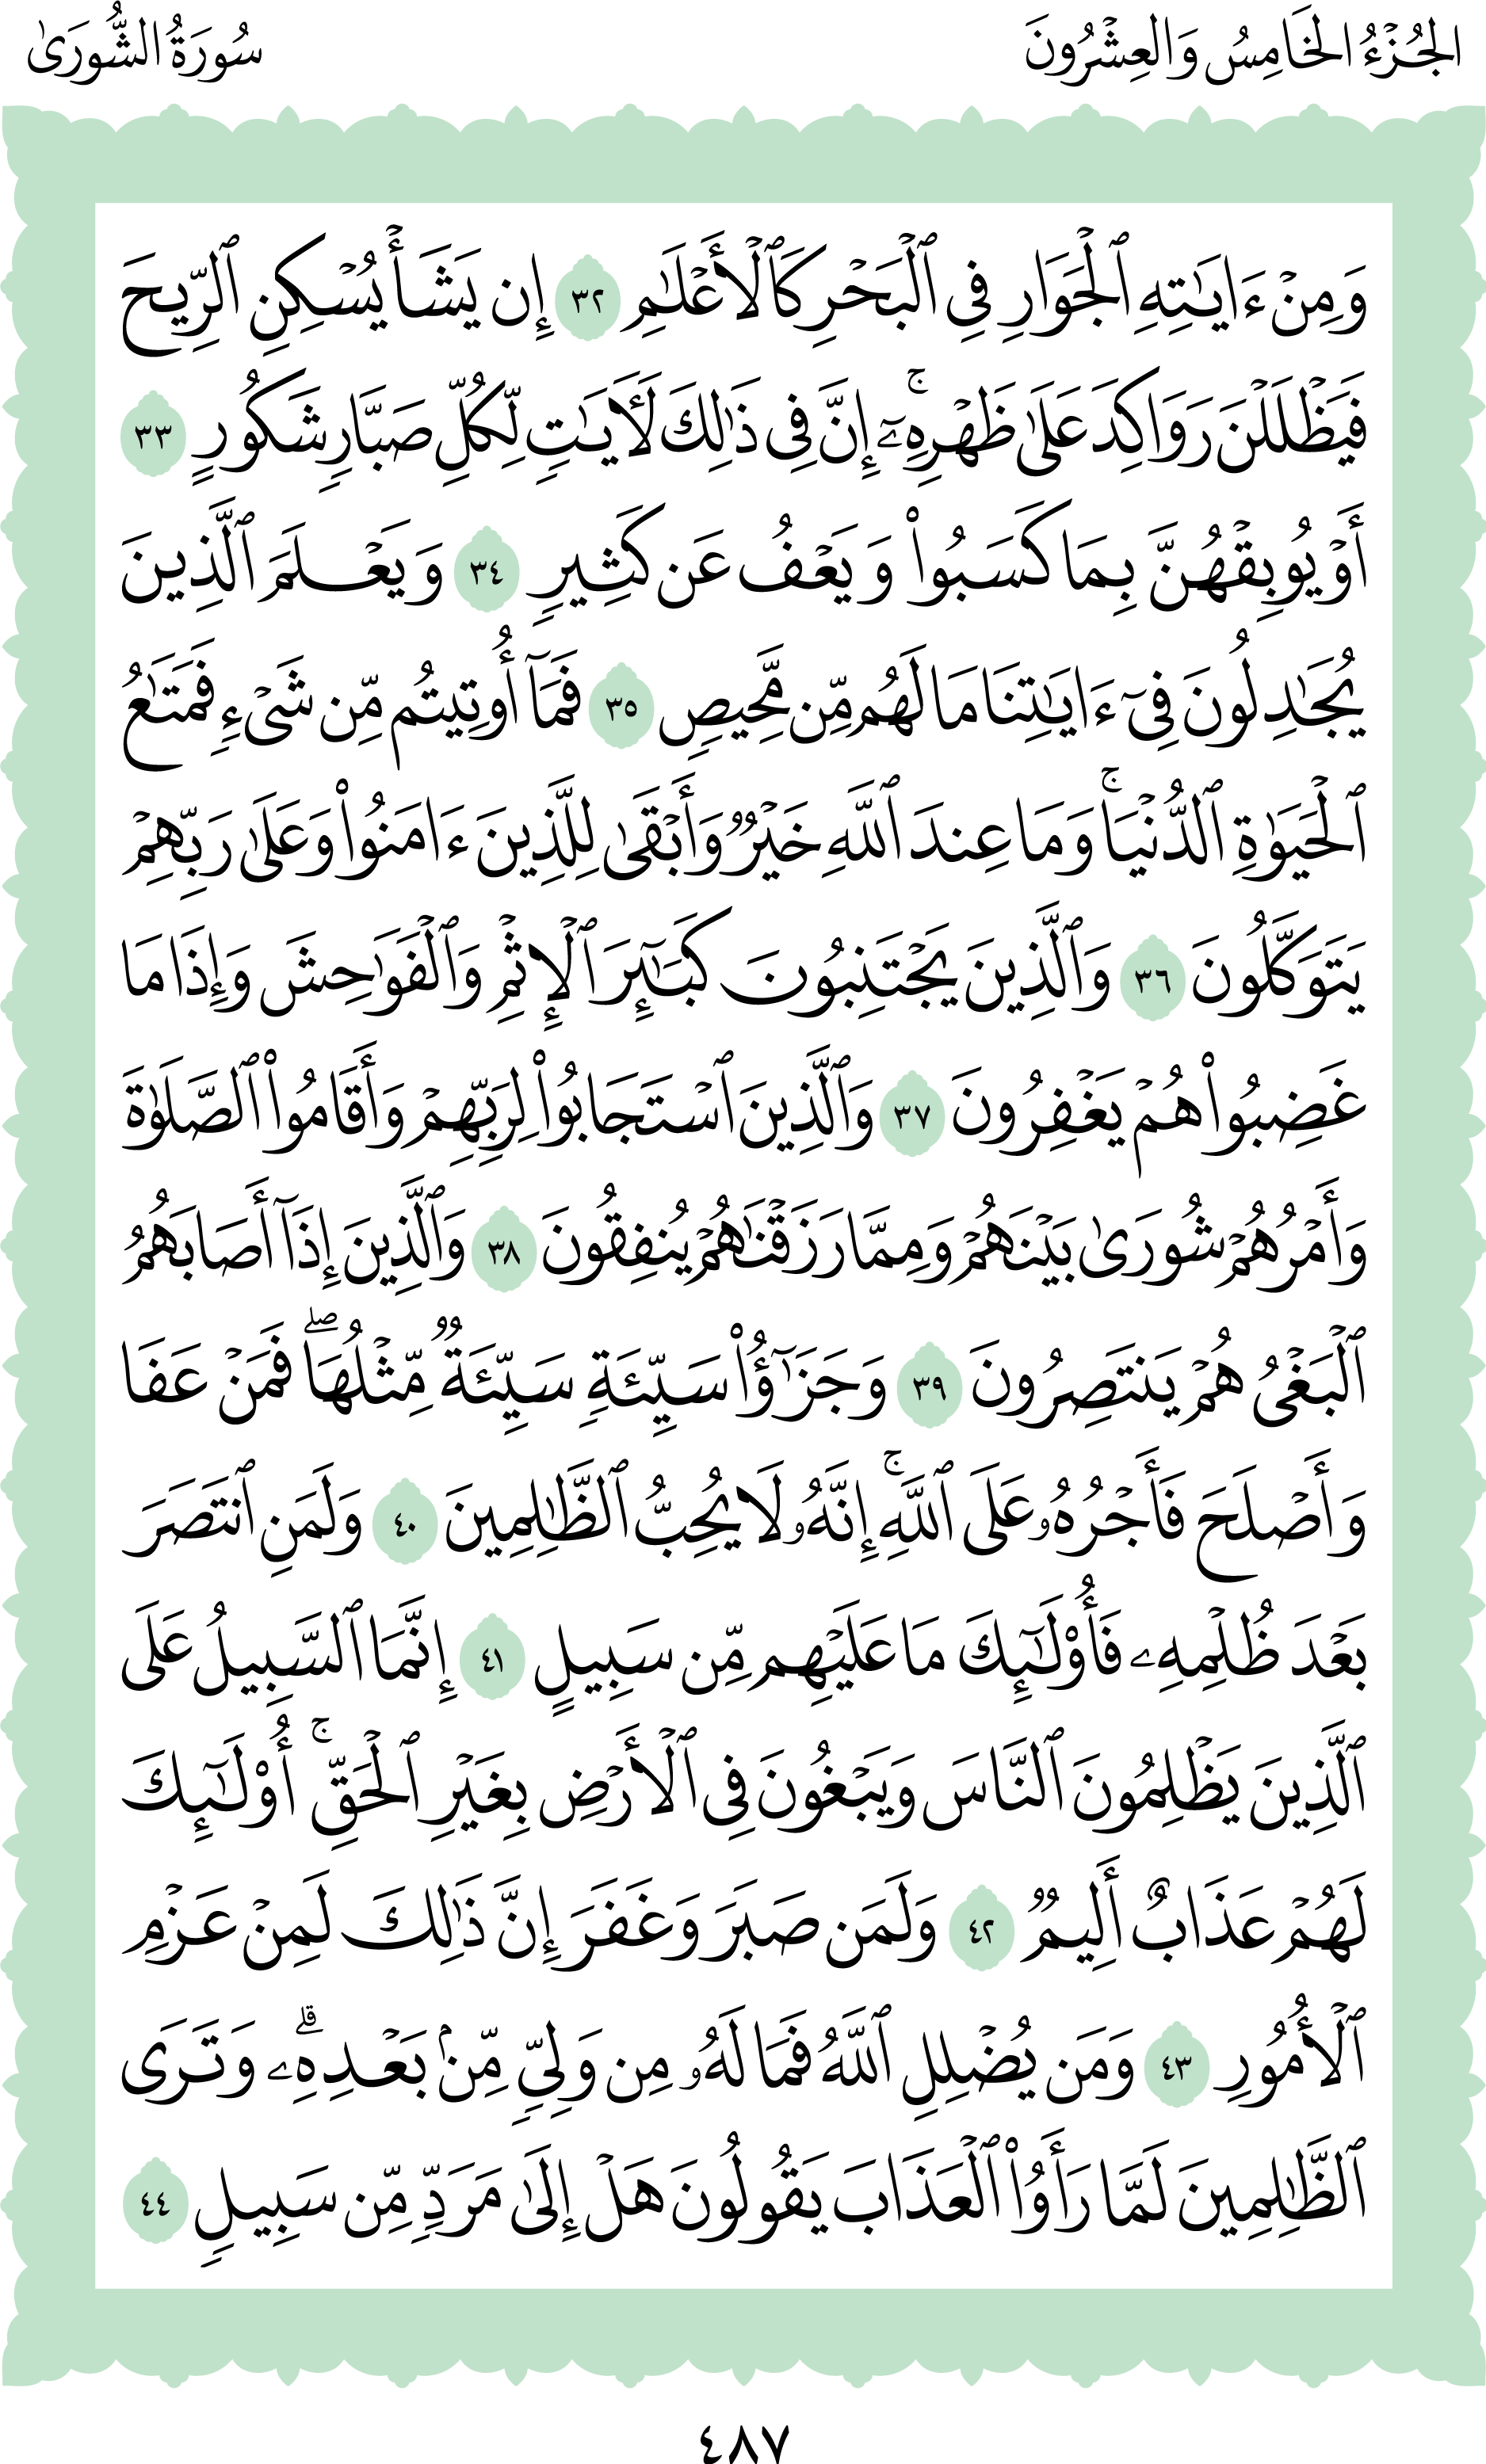 الجُزْءُ الخَامِسُ وَالعِشْرُونَ
سُورَةُ الشُّورَىٰ
وَمِنْ ءَايَٰتِهِ ٱلْجَوَارِ فِى ٱلْبَحْرِ كَٱلْأَعْلَٰمِ ٣٢ إِن يَشَأْ يُسْكِنِ ٱلرِّيحَ
فَيَظْلَلْنَ رَوَاكِدَ عَلَىٰ ظَهْرِهِۦٓ ۚ إِنَّ فِى ذَٰلِكَ لَءَايَٰتٍ لِّكُلِّ صَبَّارٍ شَكُورٍ ٣٣
أَوْ يُوبِقْهُنَّ بِمَا كَسَبُوا۟ وَيَعْفُ عَن كَثِيرٍ ٣٤ وَيَعْلَمَ ٱلَّذِينَ
يُجَٰدِلُونَ فِىٓ ءَايَٰتِنَا مَا لَهُم مِّن مَّحِيصٍ ٣٥ فَمَآ أُوتِيتُم مِّن شَىْءٍ فَمَتَٰعُ
ٱلْحَيَوٰةِ ٱلدُّنْيَا ۚ وَمَا عِندَ ٱللَّهِ خَيْرٌ وَأَبْقَىٰ لِلَّذِينَ ءَامَنُوا۟ وَعَلَىٰ رَبِّهِمْ
يَتَوَكَّلُونَ ٣٦ وَٱلَّذِينَ يَجْتَنِبُونَ كَبَٰٓئِرَ ٱلْإِثْمِ وَٱلْفَوَٰحِشَ وَإِذَا مَا
غَضِبُوا۟ هُمْ يَغْفِرُونَ ٣٧ وَٱلَّذِينَ ٱسْتَجَابُوا۟ لِرَبِّهِمْ وَأَقَامُوا۟ ٱلصَّلَوٰةَ
وَأَمْرُهُمْ شُورَىٰ بَيْنَهُمْ وَمِمَّا رَزَقْنَٰهُمْ يُنفِقُونَ ٣٨ وَٱلَّذِينَ إِذَآ أَصَابَهُمُ
ٱلْبَغْىُ هُمْ يَنتَصِرُونَ ٣٩ وَجَزَٰٓؤُا۟ سَيِّئَةٍ سَيِّئَةٌ مِّثْلُهَا ۖ فَمَنْ عَفَا
وَأَصْلَحَ فَأَجْرُهُۥ عَلَى ٱللَّهِ ۚ إِنَّهُۥ لَا يُحِبُّ ٱلظَّٰلِمِينَ ٤٠ وَلَمَنِ ٱنتَصَرَ
بَعْدَ ظُلْمِهِۦ فَأُو۟لَٰٓئِكَ مَا عَلَيْهِم مِّن سَبِيلٍ ٤١ إِنَّمَا ٱلسَّبِيلُ عَلَى
ٱلَّذِينَ يَظْلِمُونَ ٱلنَّاسَ وَيَبْغُونَ فِى ٱلْأَرْضِ بِغَيْرِ ٱلْحَقِّ ۚ أُو۟لَٰٓئِكَ
لَهُمْ عَذَابٌ أَلِيمٌ ٤٢ وَلَمَن صَبَرَ وَغَفَرَ إِنَّ ذَٰلِكَ لَمِنْ عَزْمِ
ٱلْأُمُورِ ٤٣ وَمَن يُضْلِلِ ٱللَّهُ فَمَا لَهُۥ مِن وَلِىٍّ مِّنۢ بَعْدِهِۦ ۗ وَتَرَى
ٱلظَّٰلِمِينَ لَمَّا رَأَوُا۟ ٱلْعَذَابَ يَقُولُونَ هَلْ إِلَىٰ مَرَدٍّ مِّن سَبِيلٍ ٤٤
٤٨٧